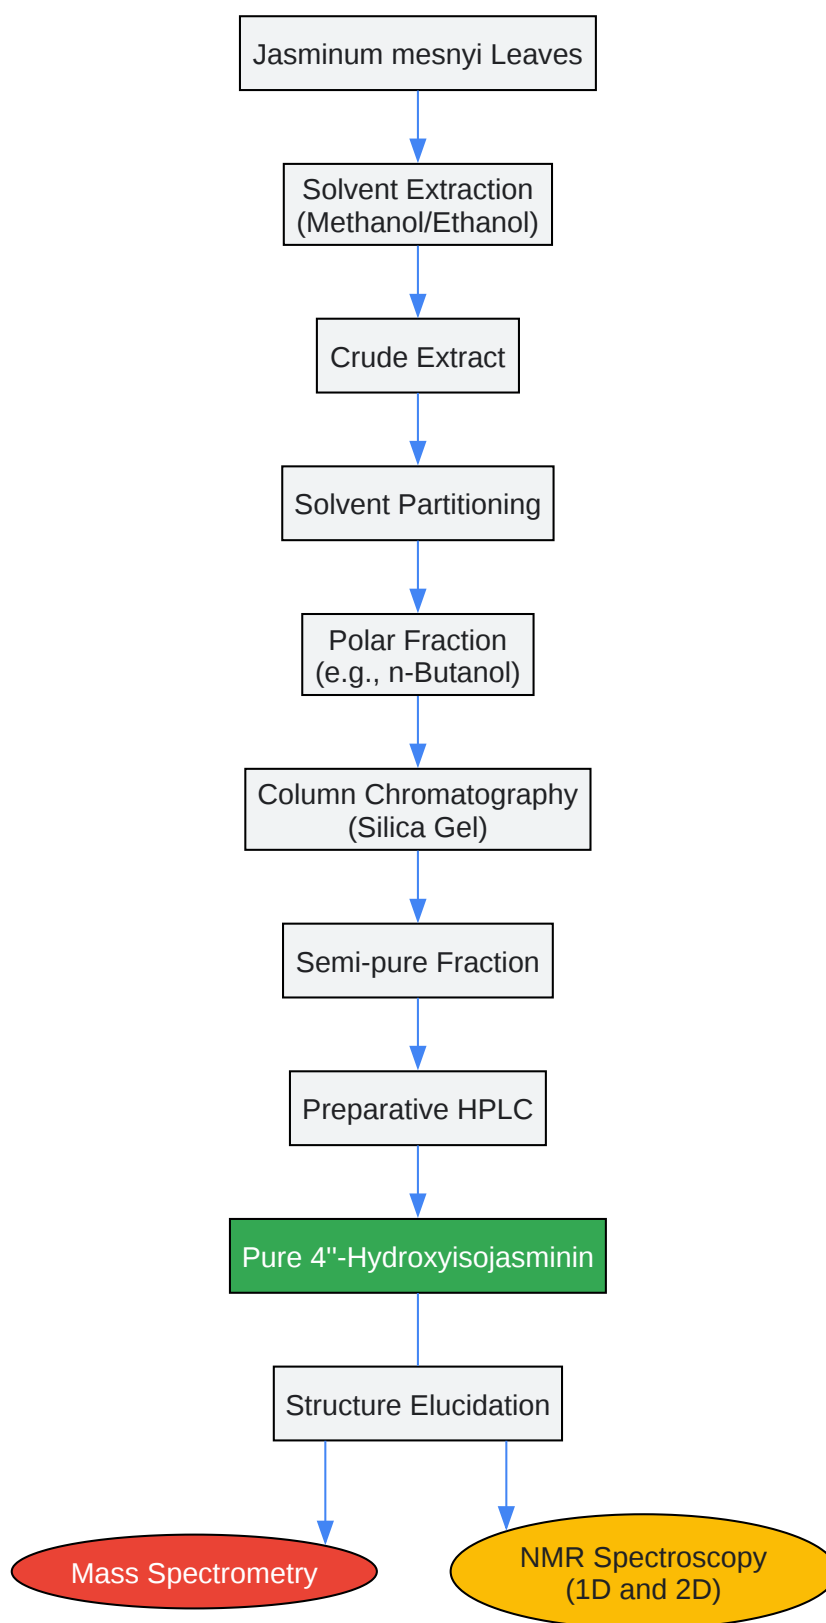 Jasminum mesnyi Leaves
Solvent Extraction
(Methanol/Ethanol)
Crude Extract
Solvent Partitioning
Polar Fraction
(e.g., n-Butanol)
Column Chromatography
(Silica Gel)
Semi-pure Fraction
Preparative HPLC
Pure 4''-Hydroxyisojasminin
Structure Elucidation
Mass Spectrometry
NMR Spectroscopy
(1D and 2D)